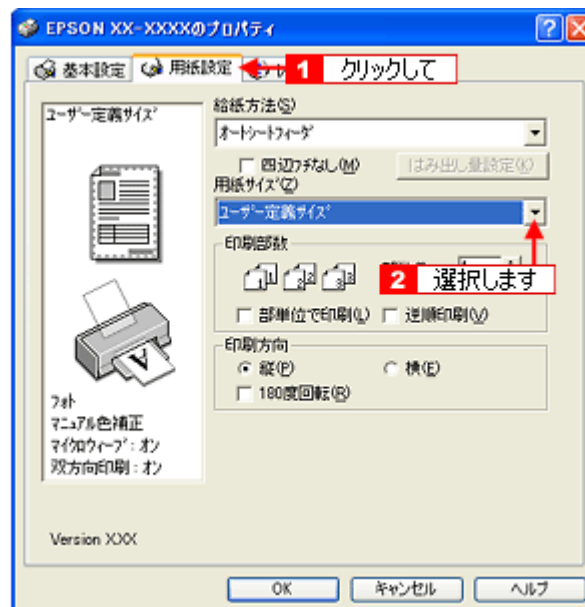 EPSON XX-XXXXのプロパティ
基本設定 用紙設定 1 クリックして
ユーザー定義サイズ
給紙方法(S)
オートシートフィーダ
四辺フチなし(M) はみ出し量設定(K)
用紙サイズ(Z)
ユーザー定義サイズ
印刷部数
2 選択します
部単位で印刷(L) 逆順印刷(V)
印刷方向
縦(P) 横(E)
180度回転(R)
フォト
マニュアル色補正
マイクロウィーブ:オン
双方向印刷:オン
Version XXX
OK キャンセル ヘルプ